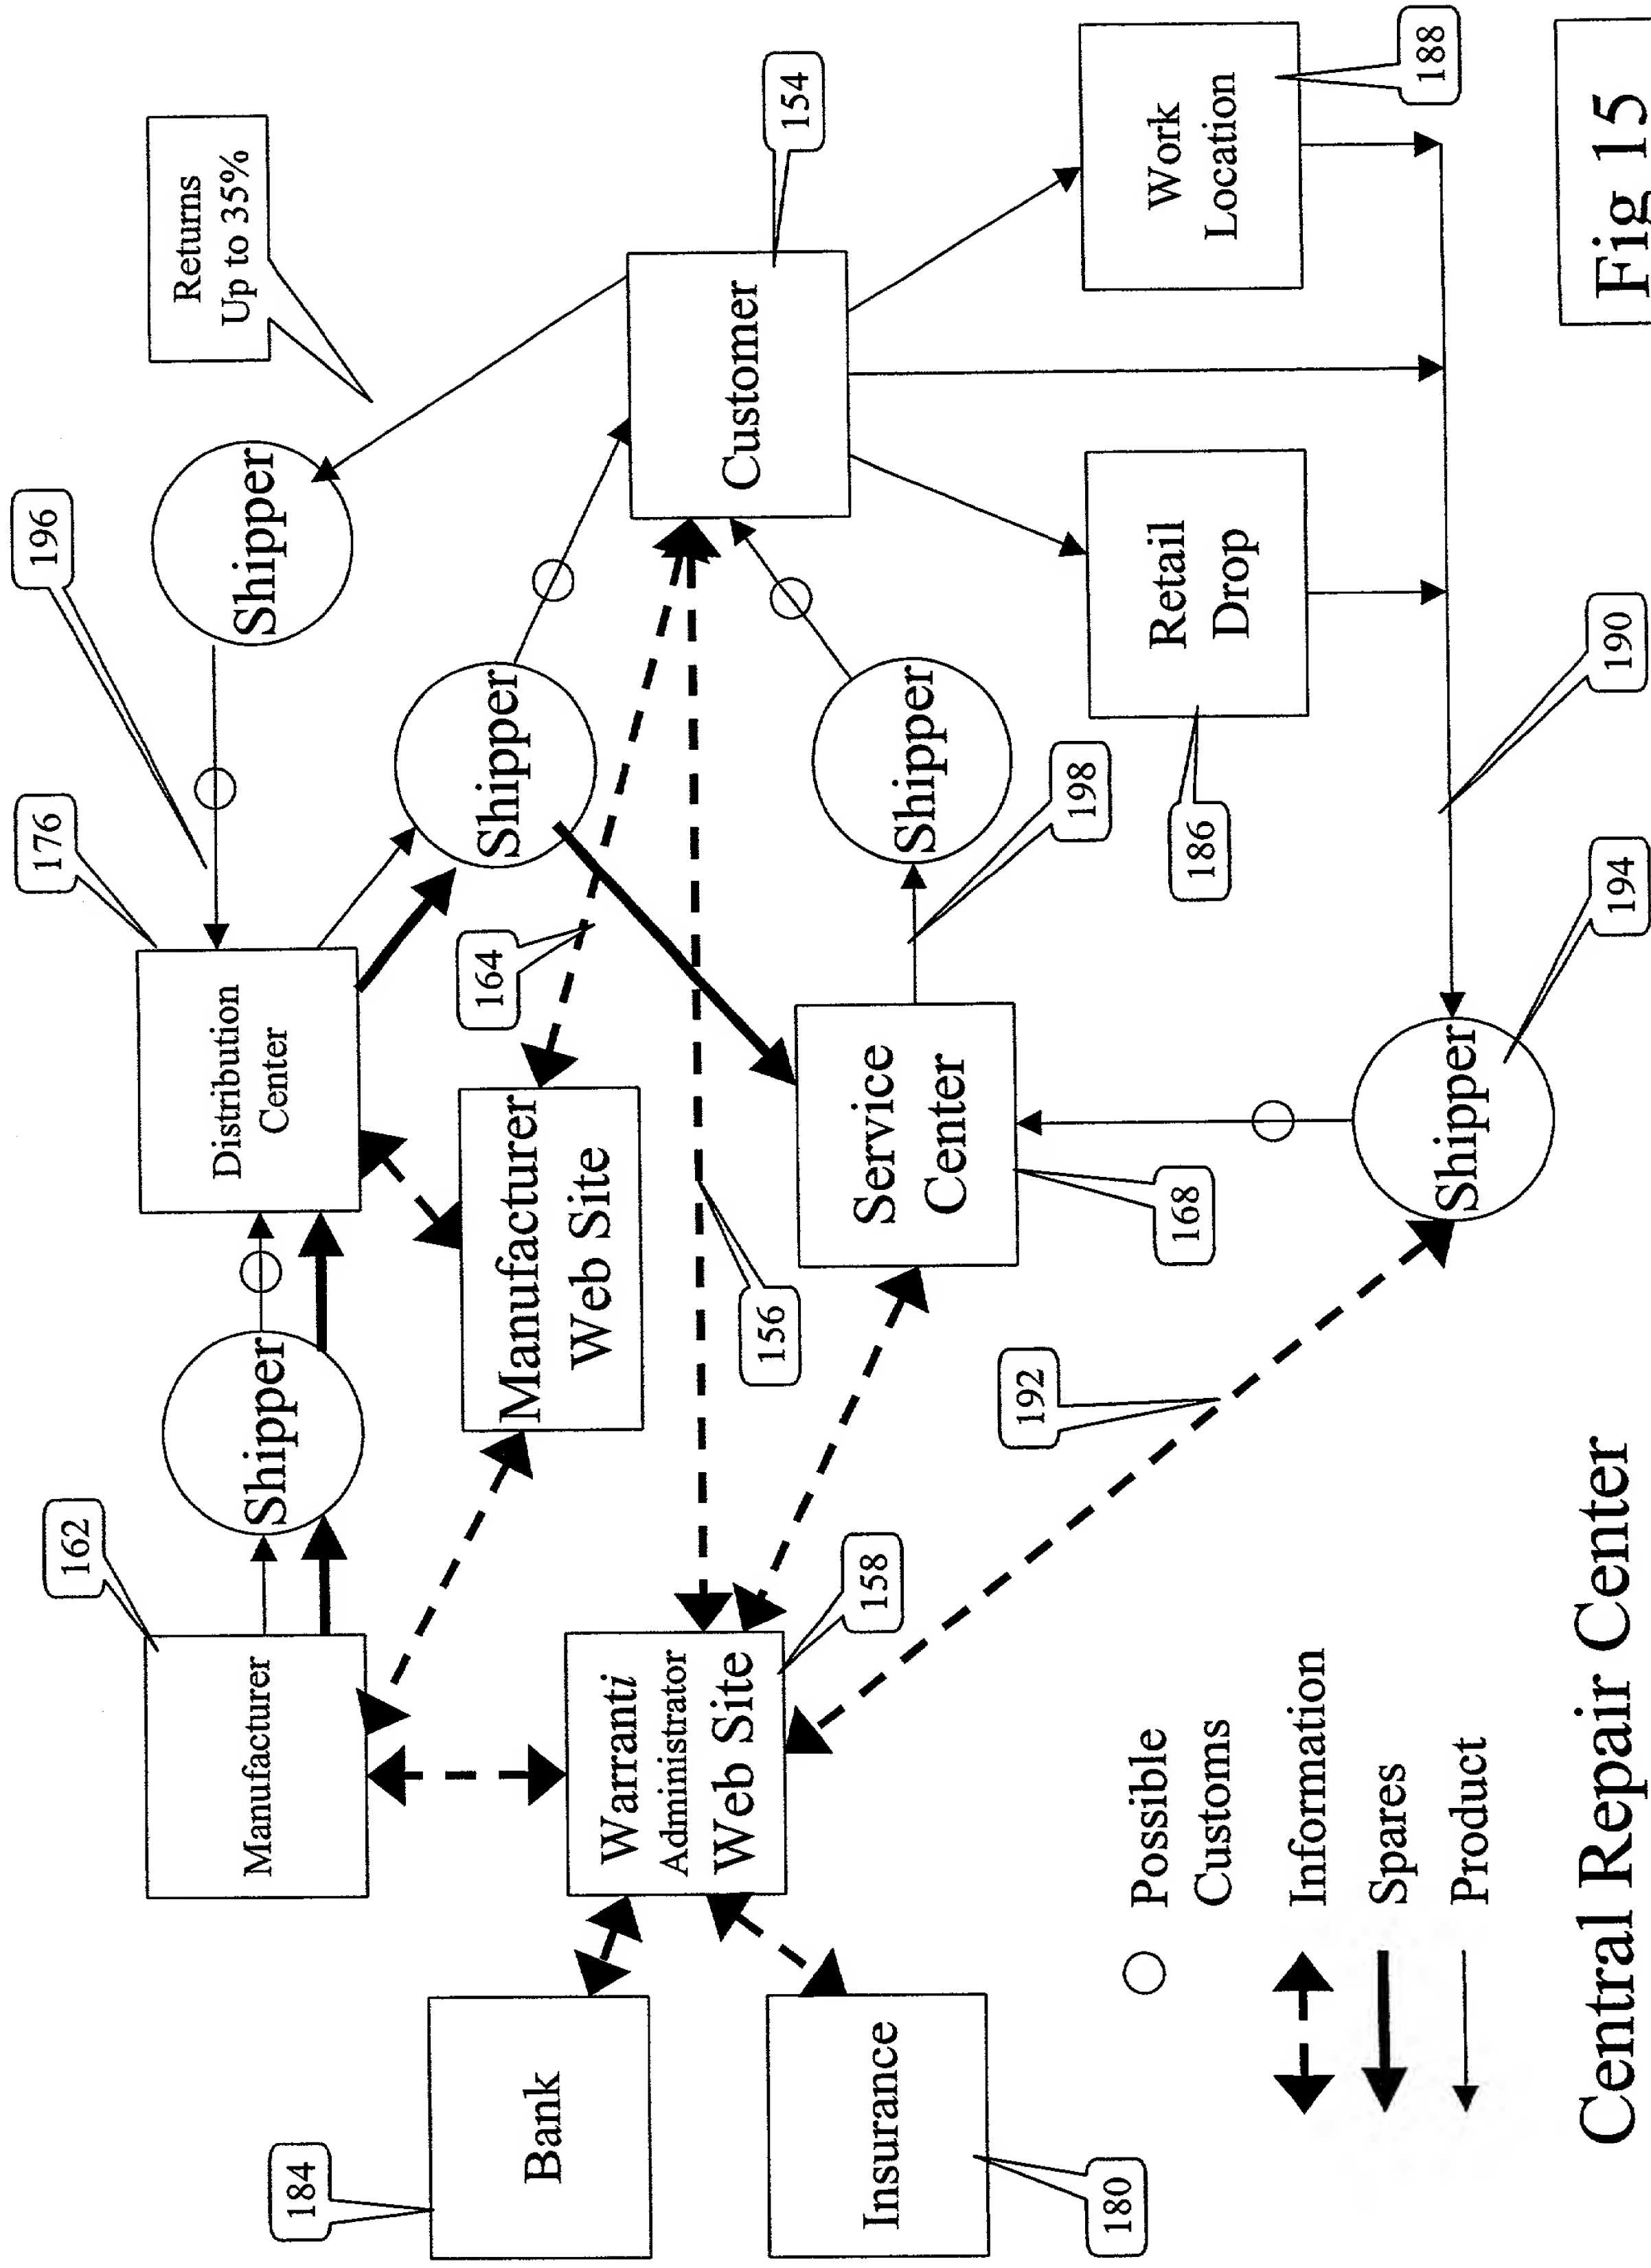 184
Bank
Insurance
180
162
Manufacturer
Warranti
Administrator
Web Site
158
Shipper
Manufacturer
Web Site
156
192
176
Distribution
Center
164
Service
Center
168
Shipper
194
196
Shipper
Shipper
198
Shipper
186
Retail
Drop
190
Returns
Up to 35%
Customer
154
Work
Location
188
Possible
Customs
Information
Spares
Product
Central Repair Center
Fig 15